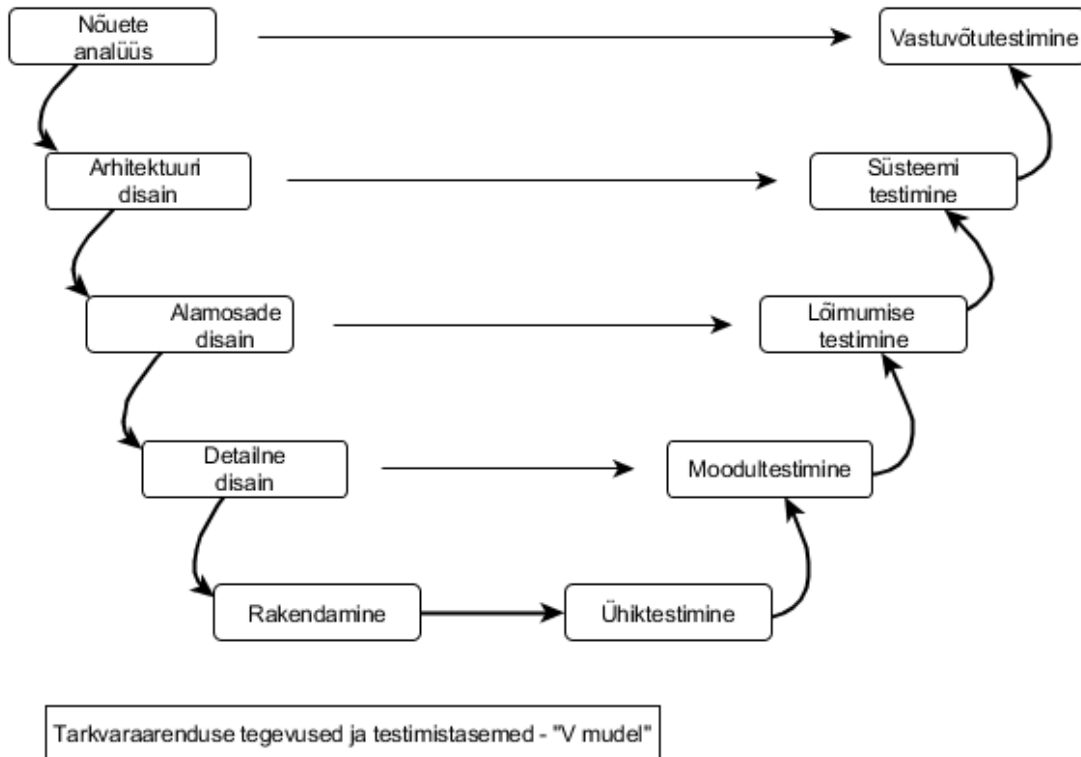 Nõuete
analüüs
Vastuvõtutestimine
Arhitektuuri
disain
Süsteemi
testimine
Alamosade
disain
Lõimumise
testimine
Detailne
disain
Moodultestimine
Rakendamine
Ühiktestimine
Tarkvaraarenduse tegevused ja testimistasemed - "V mudel"